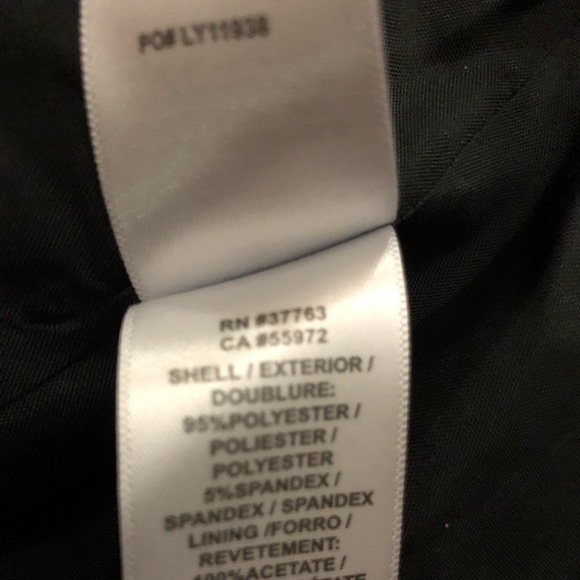 PO# LY11938
RN #37763
CA #55972
SHELL / EXTERIOR /
DOUBLURE:
95%POLYESTER /
POLIESTER /
POLYESTER
5%SPANDEX /
SPANDEX / SPANDEX
LINING /FORRO /
REVETEMENT:
100%ACETATE /